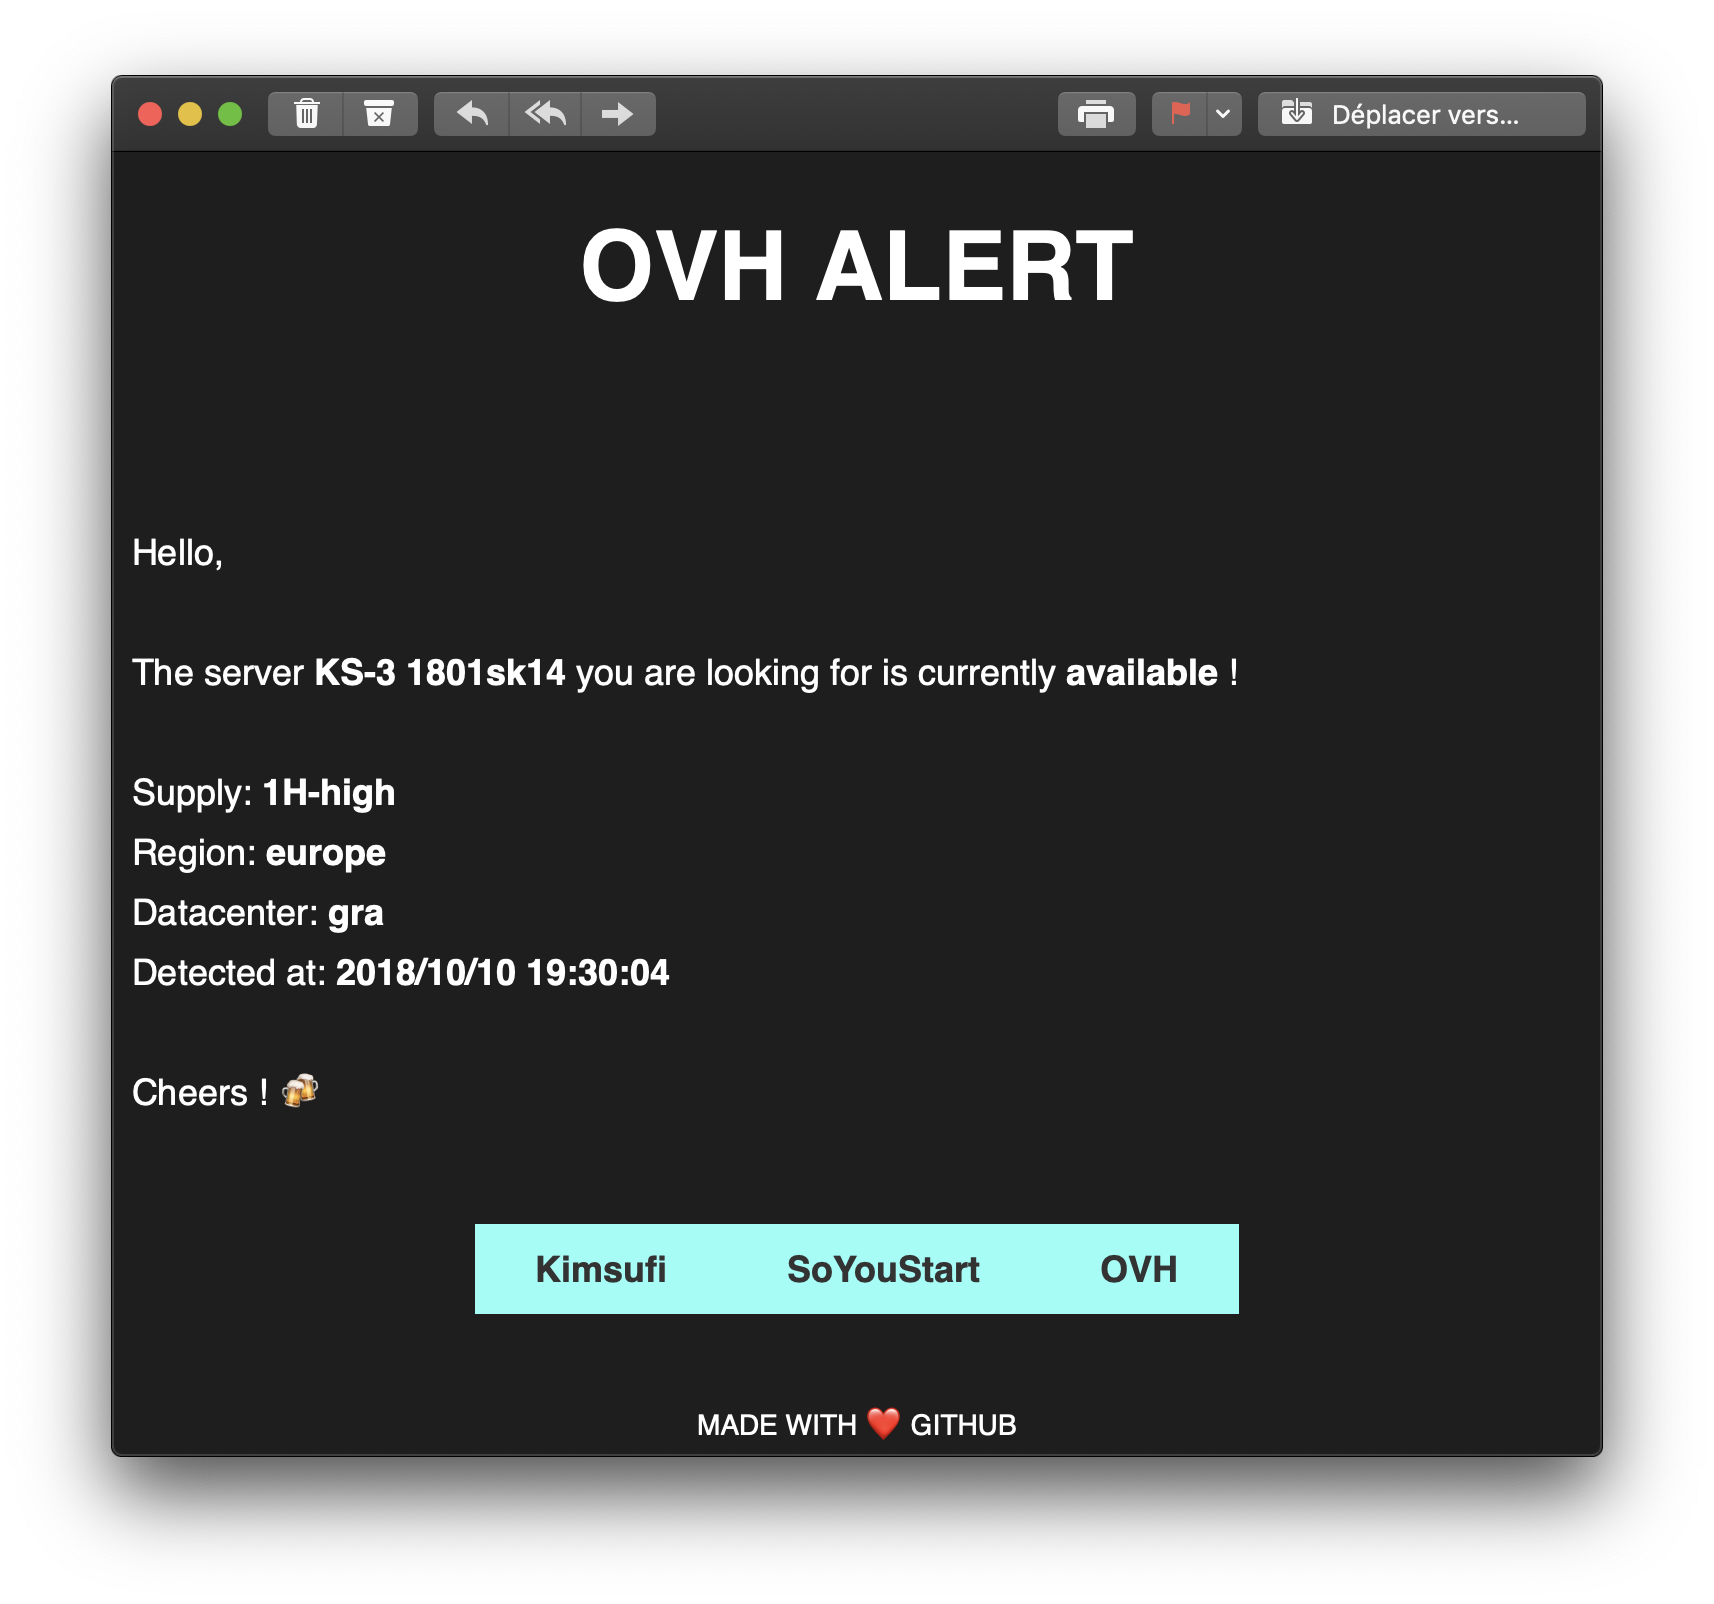 Déplacer vers...
OVH ALERT
Hello,
The server KS-3 1801sk14 you are looking for is currently available !
Supply: 1H-high
Region: europe
Datacenter: gra
Detected at: 2018/10/10 19:30:04
Cheers ! 🍻
Kimsufi SoYouStart OVH
MADE WITH ❤️ GITHUB